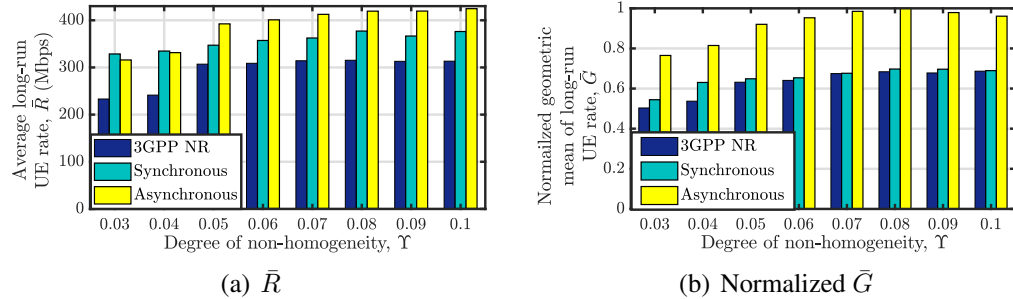 Average long-run
UE rate, R̄ (Mbps)
400
300
200
100
0
3GPP NR
Synchronous
Asynchronous
0.03 0.04 0.05 0.06 0.07 0.08 0.09 0.1
Degree of non-homogeneity, Υ
(a) R̄
Normailzed geometric
mean of long-run
UE rate, Ḡ
1
0.8
0.6
0.4
0.2
0
3GPP NR
Synchronous
Asynchronous
0.03 0.04 0.05 0.06 0.07 0.08 0.09 0.1
Degree of non-homogeneity, Υ
(b) Normalized Ḡ